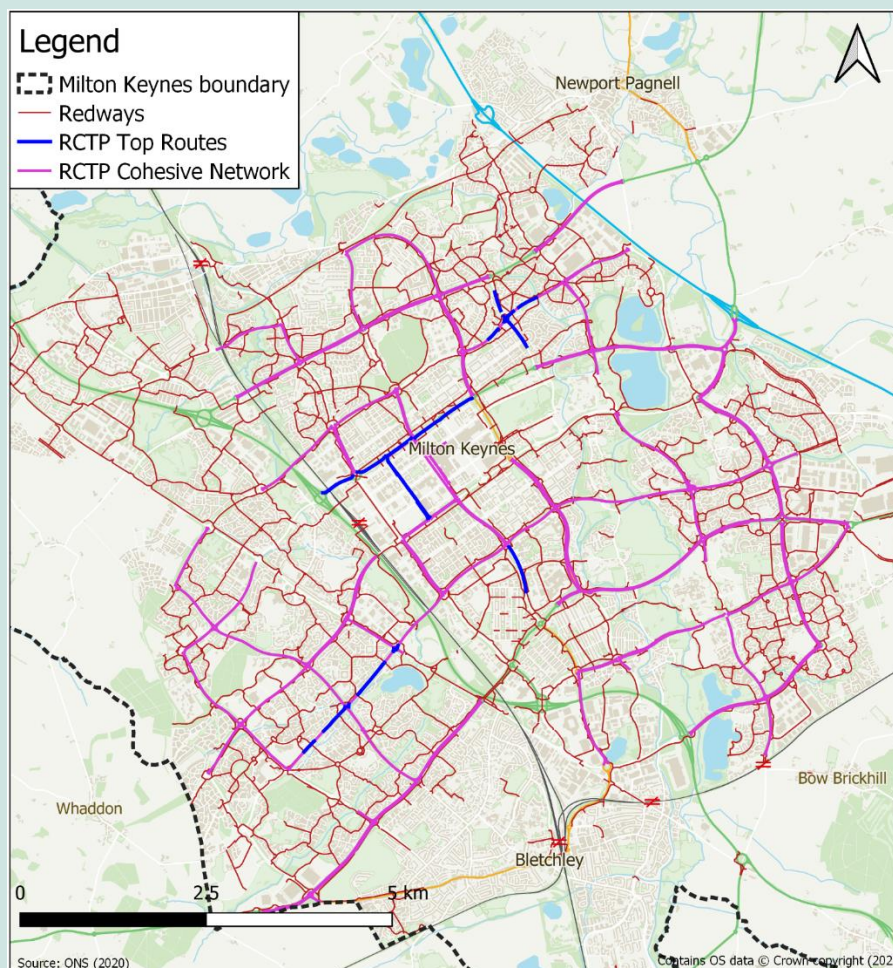 Legend
Milton Keynes boundary
Redways
RCTP Top Routes
RCTP Cohesive Network
Newport Pagnell
Milton Keynes
Whaddon
Bow Brickhill
Bletchley
0 2.5 5 km
Source: ONS (2020)
Contains OS data © Crown copyright (202